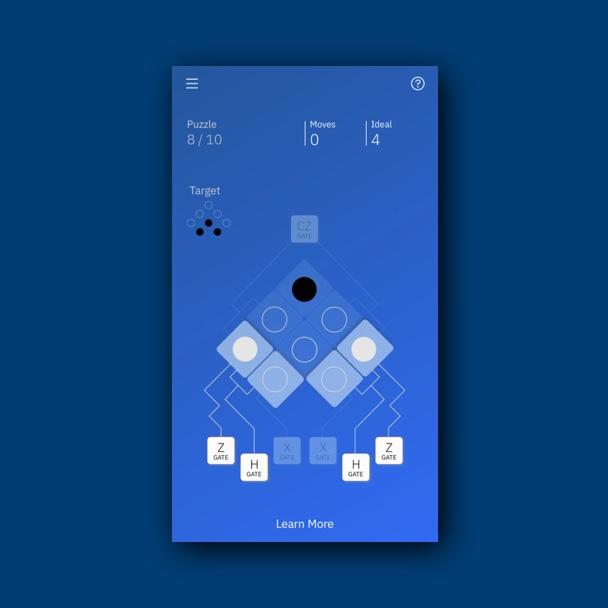 Puzzle
8 / 10
Moves
0
Ideal
4
Target
CZ
GATE
Z
GATE
H
GATE
X
GATE
X
GATE
H
GATE
Z
GATE
Learn More